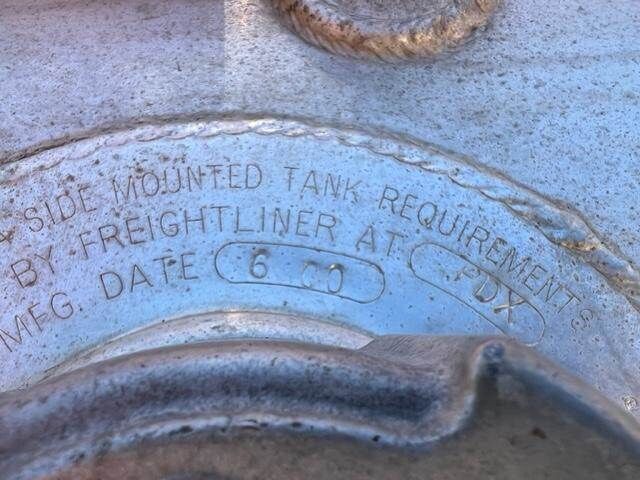 SIDE MOUNTED TANK REQUIREMENTS
BY FREIGHTLINER AT PDX
MFG. DATE 6 00